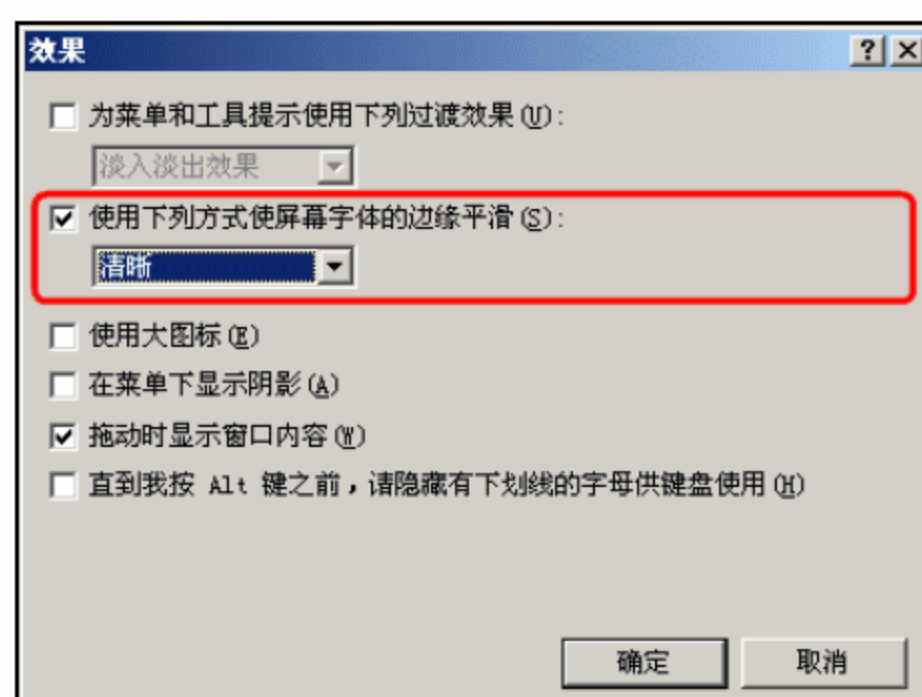 效果
为菜单和工具提示使用下列过渡效果(U):
淡入淡出效果
使用下列方式使屏幕字体的边缘平滑(S):
清晰
使用大图标(E)
在菜单下显示阴影(A)
拖动时显示窗口内容(W)
直到我按 Alt 键之前，请隐藏有下划线的字母供键盘使用(H)
确定 取消